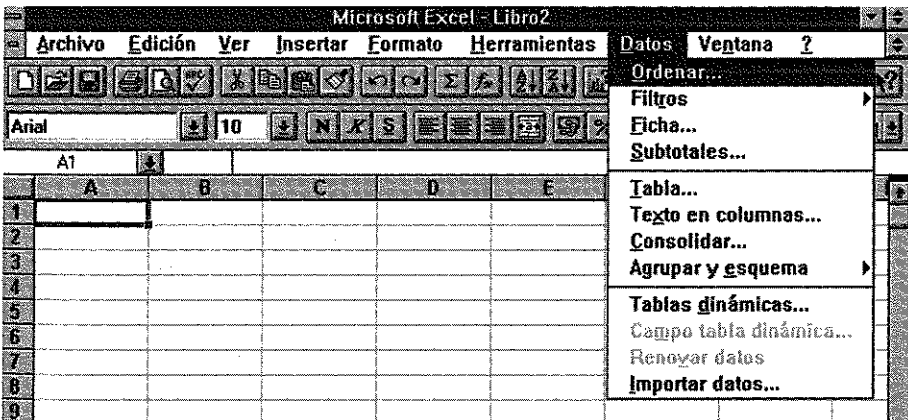 Microsoft Excel - Libro2
Archivo Edición Ver Insertar Formato Herramientas Datos Ventana ?
Ordenar...
Filtros
Arial 10 N K S %
Ficha...
Subtotales...
A1
A B C D E
Tabla...
1
Texto en columnas...
2
Consolidar...
3
Agrupar y esquema
4
5
Tablas dinámicas...
6
Campo tabla dinámica...
7
Renovar datos
8
Importar datos...
9